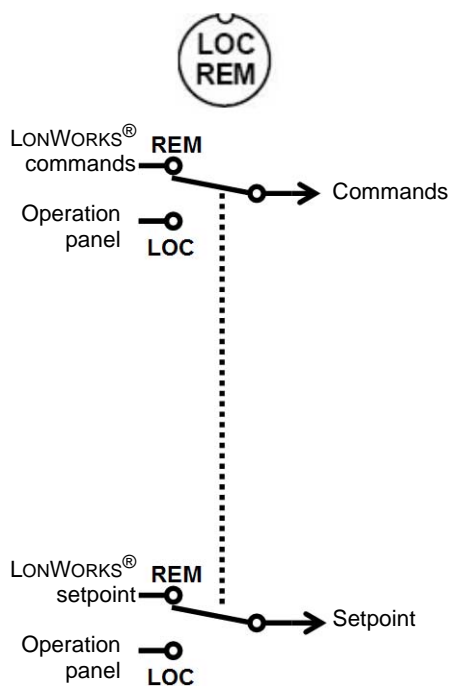 LOC
REM
LONWORKS® REM
commands
Commands
Operation
panel
LOC
LONWORKS® REM
setpoint
Setpoint
Operation
panel
LOC